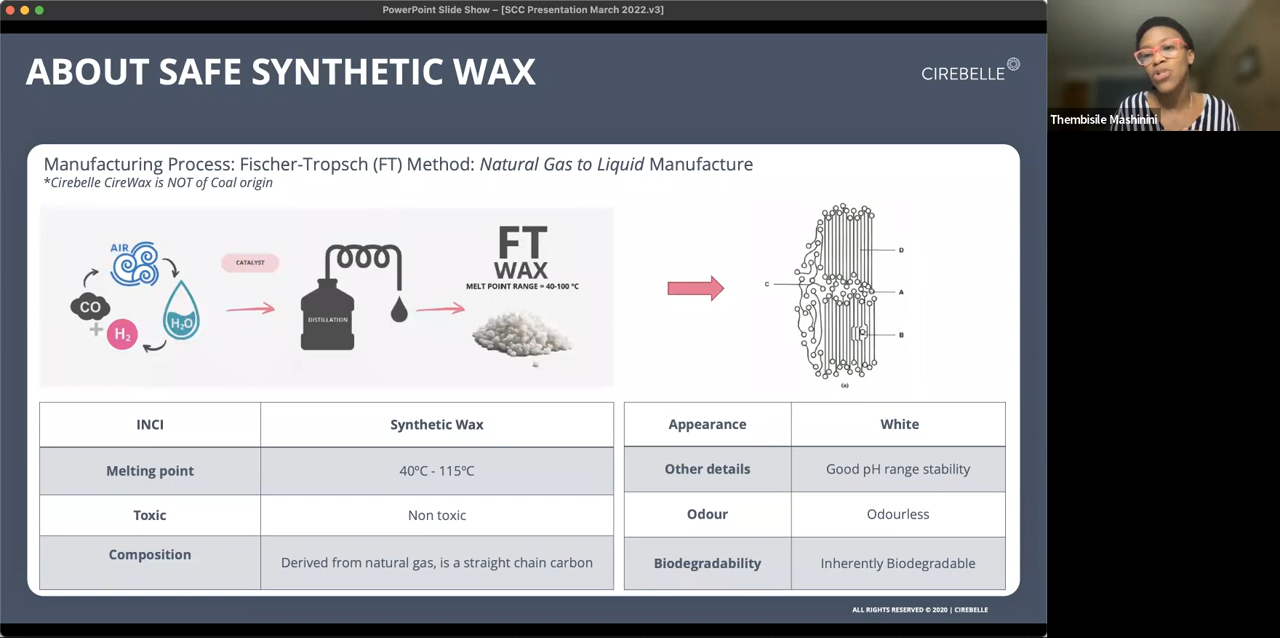 PowerPoint Slide Show – [SCC Presentation March 2022.v3]
ABOUT SAFE SYNTHETIC WAX
CIREBELLE
Thembisile Mashinini
Manufacturing Process: Fischer-Tropsch (FT) Method: Natural Gas to Liquid Manufacture
*Cirebelle CireWax is NOT of Coal origin
AIR
CO
+
H₂
H₂O
CATALYST
DISTILLATION
FT
WAX
MELT POINT RANGE = 40-100 °C
D
C
A
B
(a)
INCI Synthetic Wax
Melting point 40°C - 115°C
Toxic Non toxic
Composition Derived from natural gas, is a straight chain carbon
Appearance White
Other details Good pH range stability
Odour Odourless
Biodegradability Inherently Biodegradable
ALL RIGHTS RESERVED © 2020 | CIREBELLE